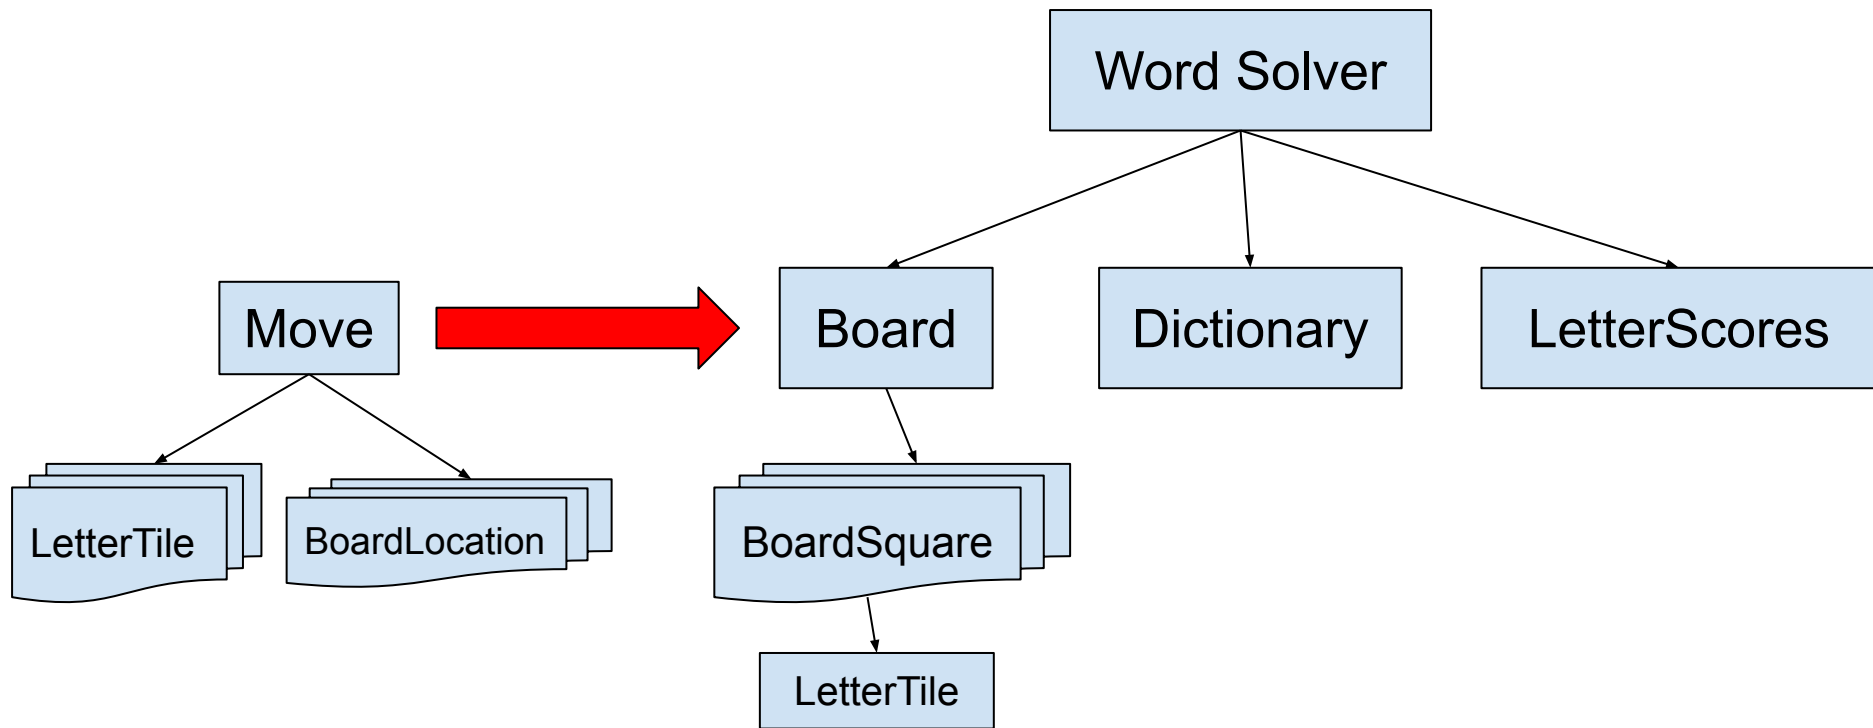 Word Solver
Move
Board
Dictionary
LetterScores
LetterTile
BoardLocation
BoardSquare
LetterTile